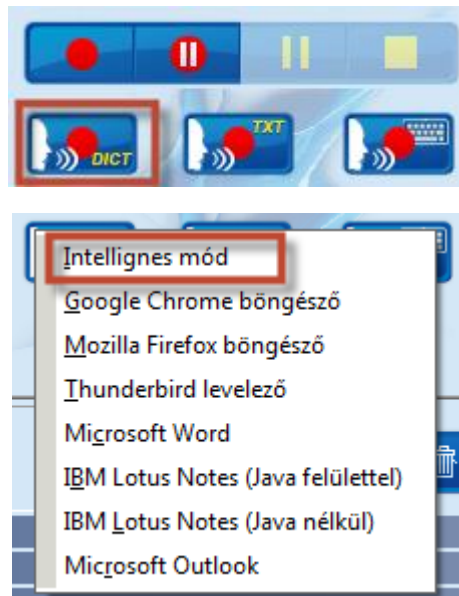 DICT TXT
Intellignes mód
Google Chrome böngésző
Mozilla Firefox böngésző
Thunderbird levelező
Microsoft Word
IBM Lotus Notes (Java felülettel)
IBM Lotus Notes (Java nélkül)
Microsoft Outlook